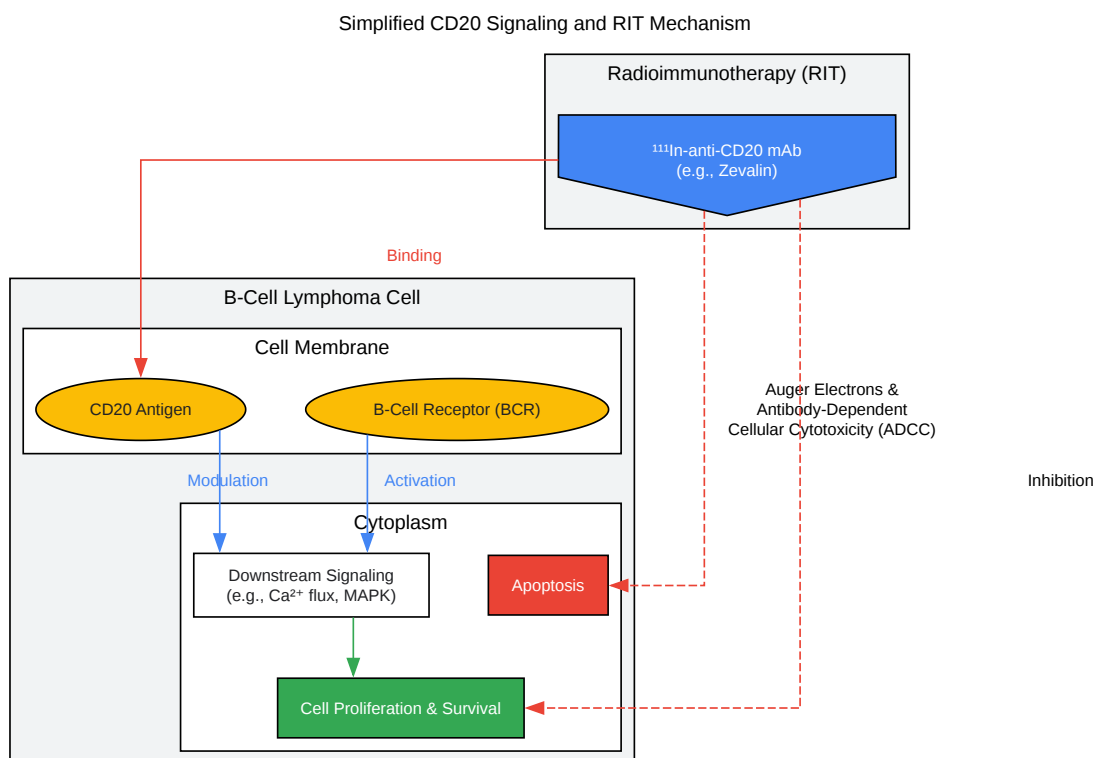 Simplified CD20 Signaling and RIT Mechanism
Radioimmunotherapy (RIT)
¹¹¹In-anti-CD20 mAb
(e.g., Zevalin)
Binding
B-Cell Lymphoma Cell
Cell Membrane
CD20 Antigen
B-Cell Receptor (BCR)
Auger Electrons &
Antibody-Dependent
Cellular Cytotoxicity (ADCC)
Modulation
Activation
Inhibition
Cytoplasm
Downstream Signaling
(e.g., Ca²⁺ flux, MAPK)
Apoptosis
Cell Proliferation & Survival